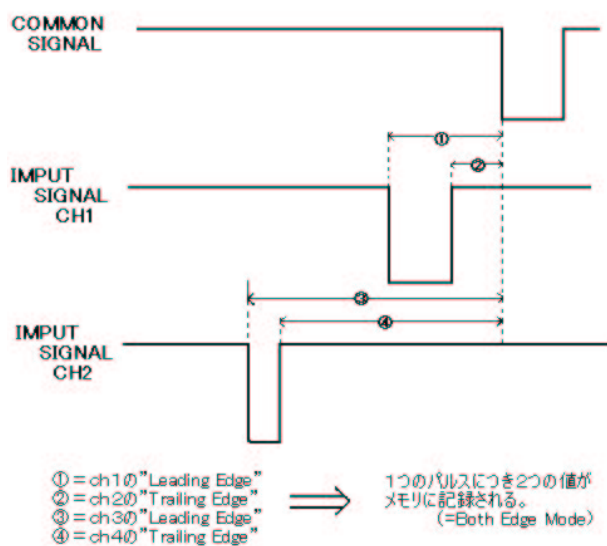 COMMON
SIGNAL
①
②
IMPUT
SIGNAL
CH1
③
④
IMPUT
SIGNAL
CH2
①＝ch1の"Leading Edge"
②＝ch2の"Trailing Edge"
③＝ch3の"Leading Edge"
④＝ch4の"Trailing Edge"
1つのパルスにつき2つの値が
メモリに記録される。
(=Both Edge Mode)